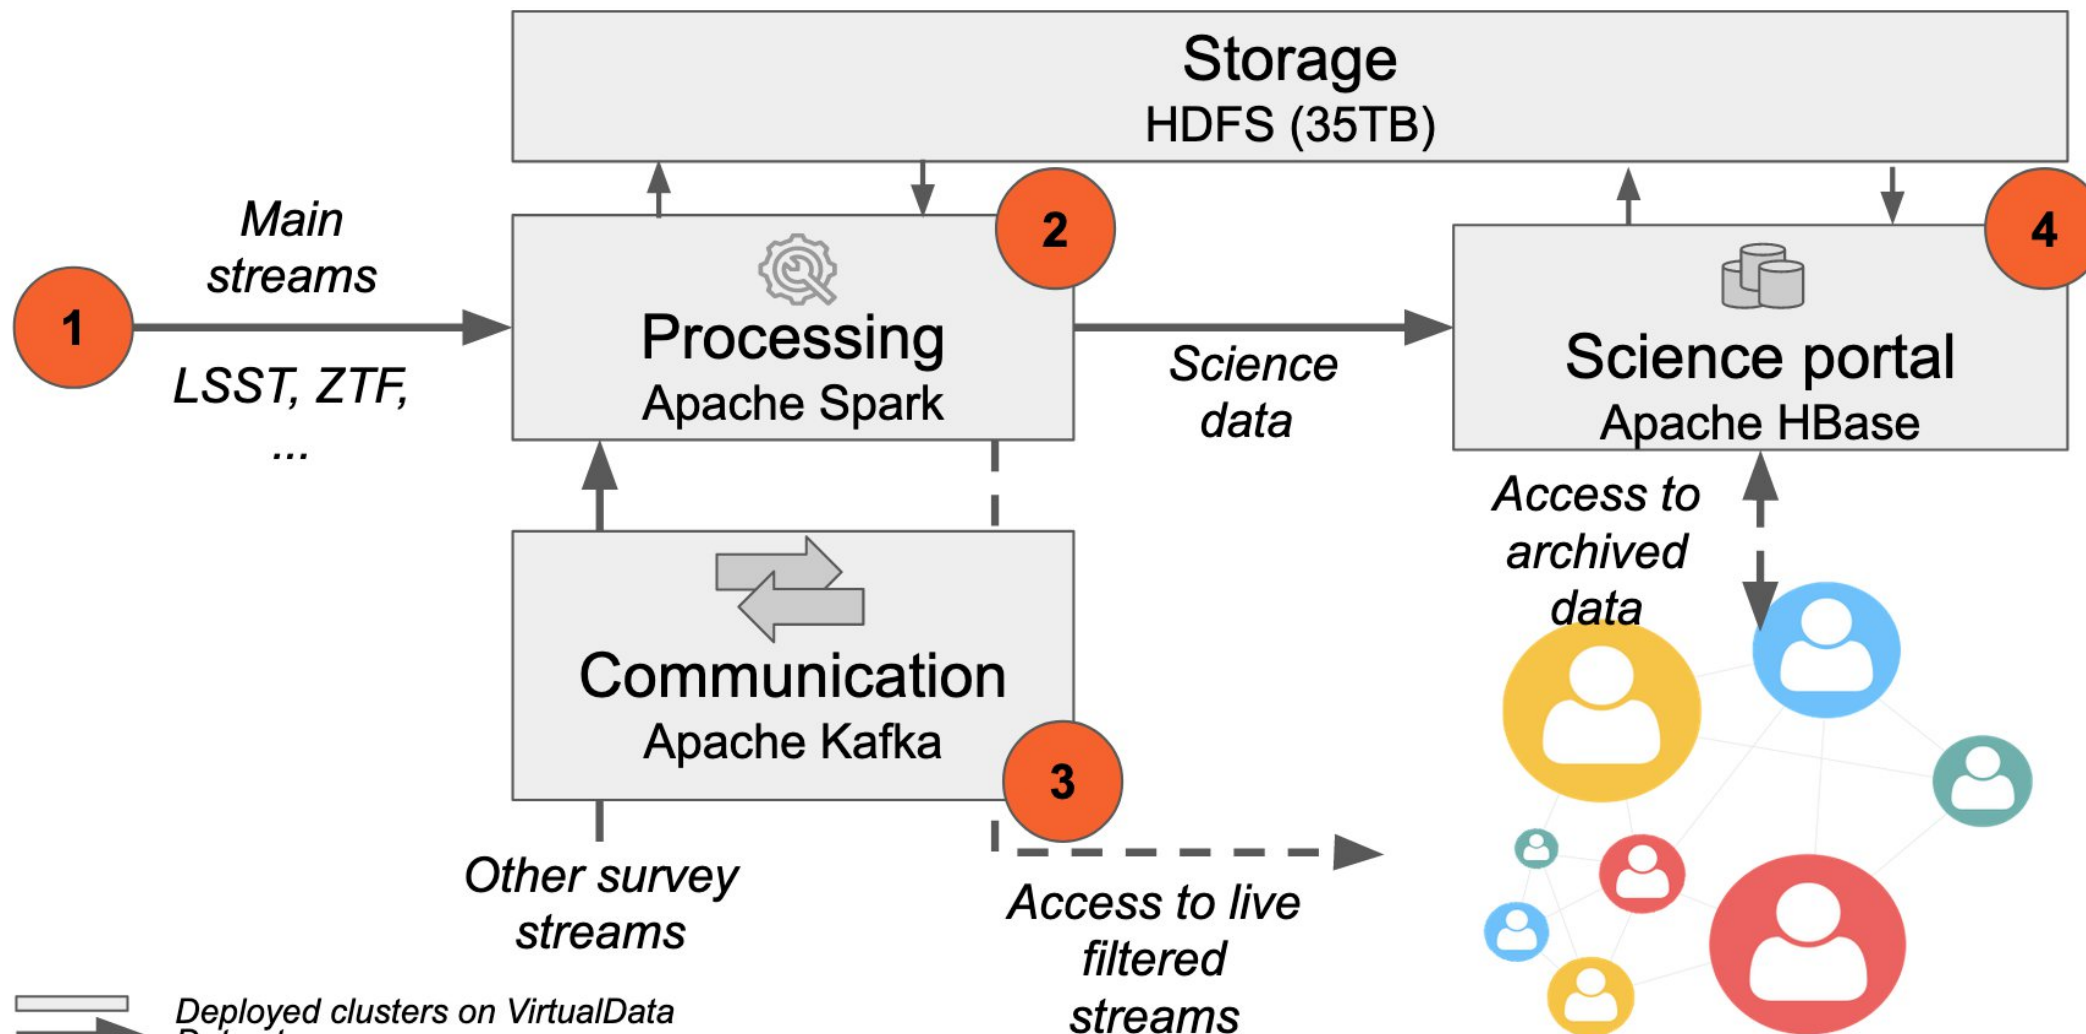 Storage
HDFS (35TB)
Main
streams
1
LSST, ZTF,
...
2
Processing
Apache Spark
Science
data
4
Science portal
Apache HBase
Access to
archived
data
Communication
Apache Kafka
3
Other survey
streams
Access to live
filtered
streams
Deployed clusters on VirtualData